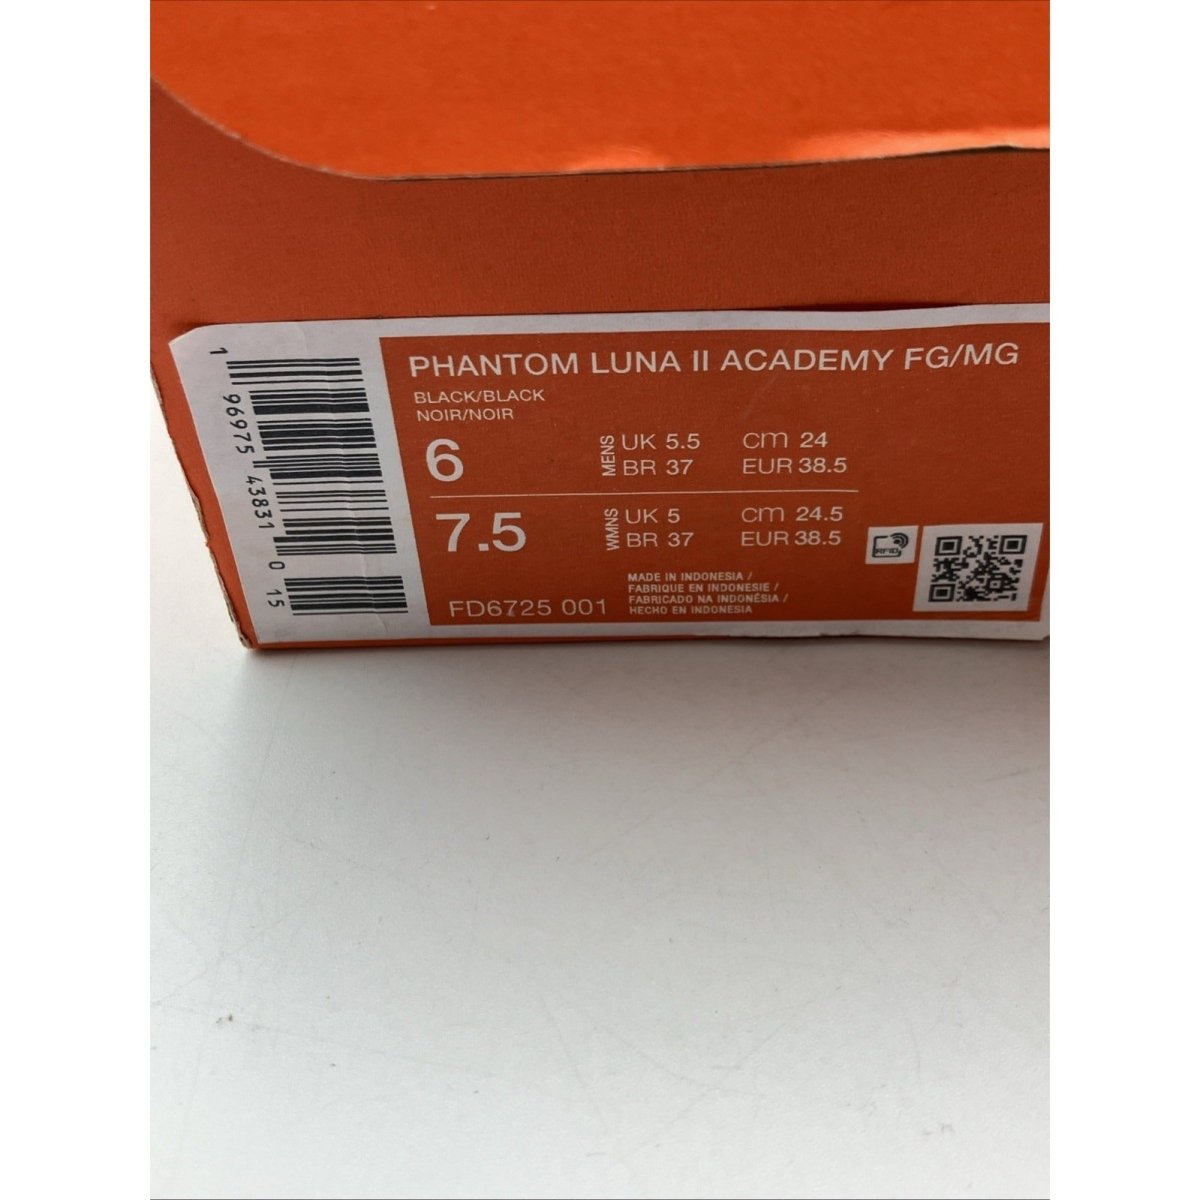 1 96975 43831 0 15
PHANTOM LUNA II ACADEMY FG/MG
BLACK/BLACK
NOIR/NOIR
6 MENS UK 5.5 cm 24
BR 37 EUR 38.5
7.5 WMNS UK 5 cm 24.5
BR 37 EUR 38.5
RFID
MADE IN INDONESIA /
FABRIQUE EN INDONESIE /
FABRICADO NA INDONÉSIA /
HECHO EN INDONESIA
FD6725 001